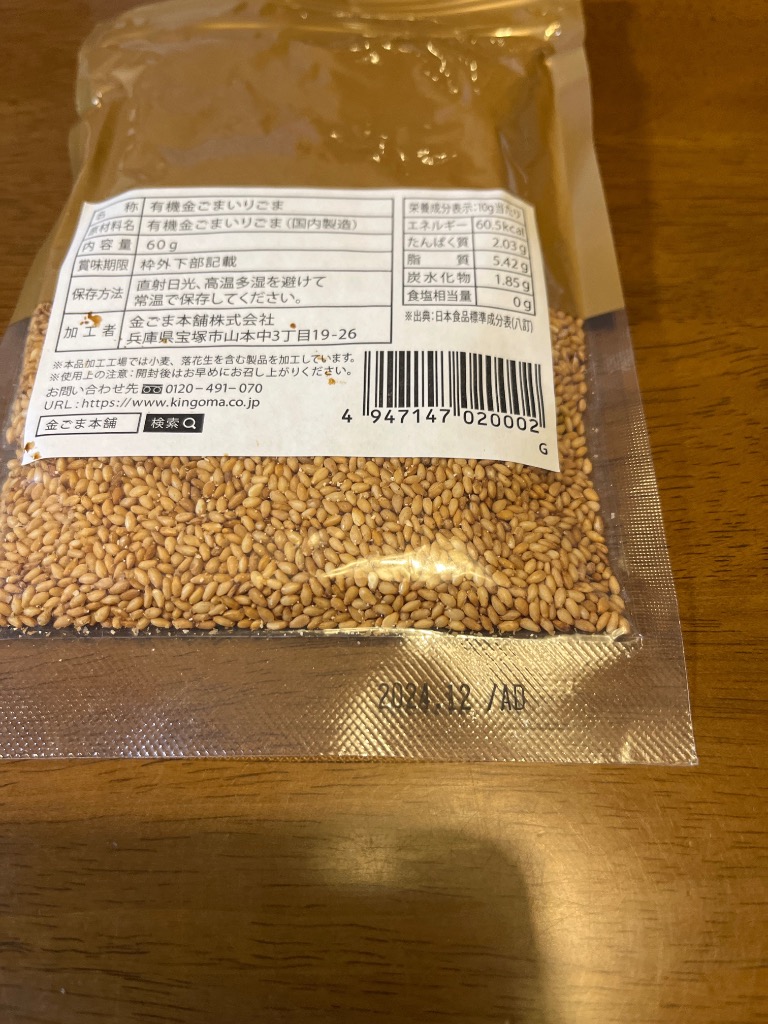 名　称 有機金ごまいりごま
原材料名 有機金ごまいりごま(国内製造)
内容量 60g
賞味期限 枠外下部記載
保存方法 直射日光、高温多湿を避けて
常温で保存してください。
加工者 金ごま本舗株式会社
兵庫県宝塚市山本中3丁目19-26
※本品加工工場では小麦、落花生を含む製品を加工しています。
※使用上の注意:開封後はお早めにお召し上がりください。
お問い合わせ先 0120-491-070
URL:https://www.kingoma.co.jp
金ごま本舗 検索
栄養成分表示:10g当たり
エネルギー 60.5kcal
たんぱく質 2.03g
脂　質 5.42g
炭水化物 1.85g
食塩相当量 0g
※出典:日本食品標準成分表(八訂)
4 947147 020002
G
2024.12 /AD